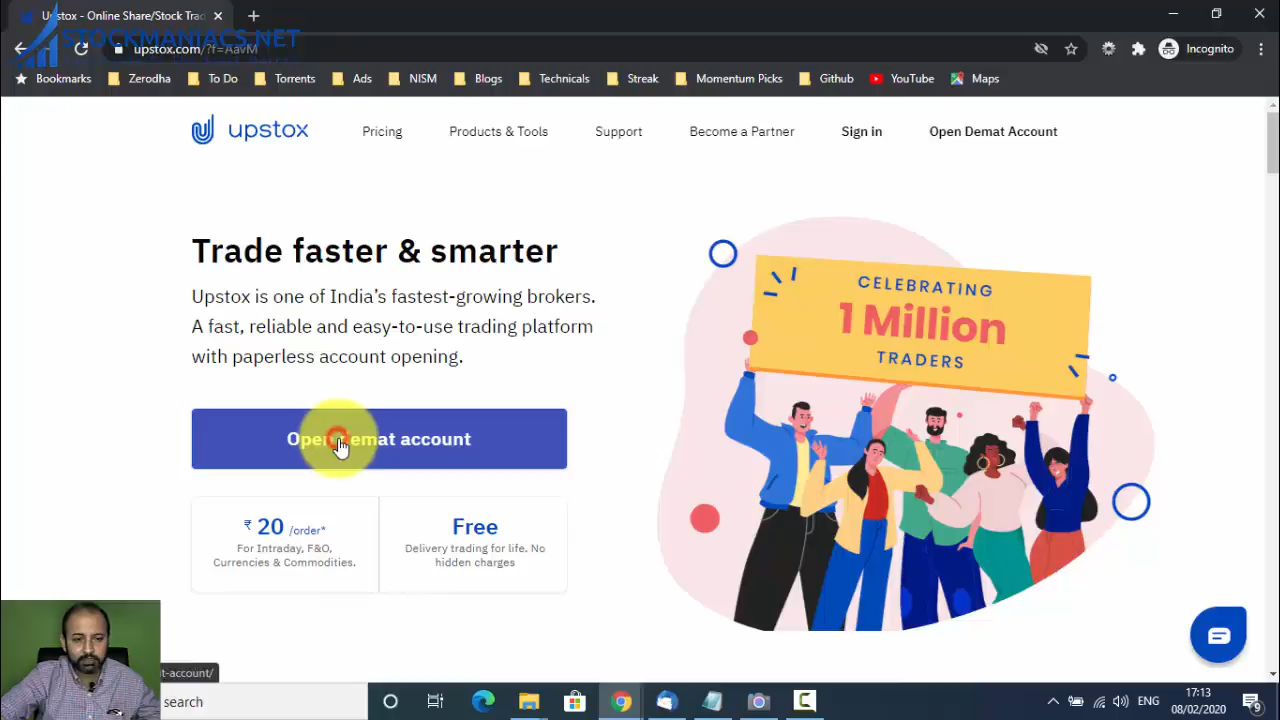 Upstox - Online Share/Stock Trad
STOCKMANIACS.NET
upstox.com/?f=AavM
Incognito
Bookmarks Zerodha To Do Torrents Ads NISM Blogs Technicals Streak Momentum Picks Github YouTube Maps
upstox Pricing Products & Tools Support Become a Partner Sign in Open Demat Account
Trade faster & smarter
Upstox is one of India's fastest-growing brokers.
A fast, reliable and easy-to-use trading platform
with paperless account opening.
CELEBRATING
1 Million
TRADERS
Open Demat account
₹ 20 /order*
For Intraday, F&O,
Currencies & Commodities.
Free
Delivery trading for life. No
hidden charges
t-account/
search
ENG
17:13
08/02/2020
9